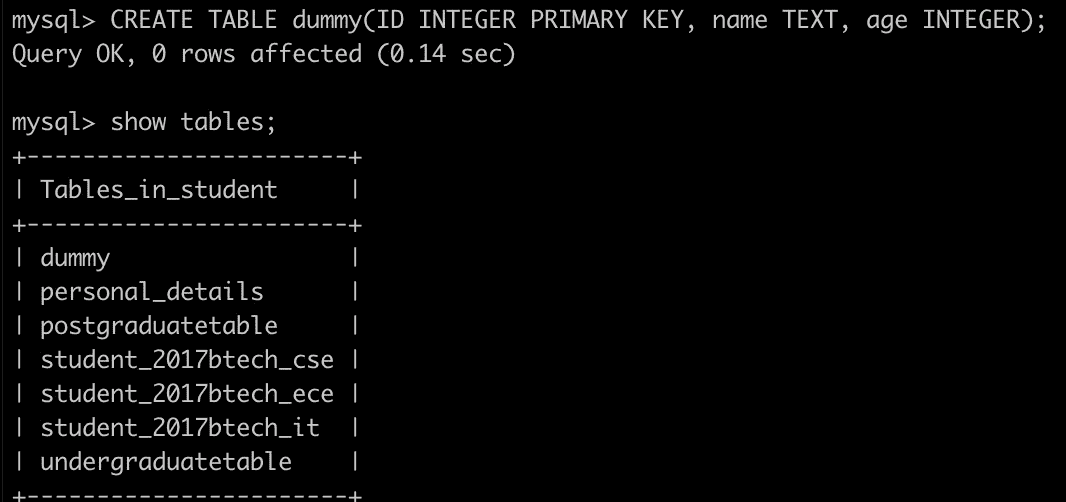 mysql> CREATE TABLE dummy(ID INTEGER PRIMARY KEY, name TEXT, age INTEGER);
Query OK, 0 rows affected (0.14 sec)
mysql> show tables;
+-----------------------+
| Tables_in_student     |
+-----------------------+
| dummy                 |
| personal_details      |
| postgraduatetable     |
| student_2017btech_cse |
| student_2017btech_ece |
| student_2017btech_it  |
| undergraduatetable    |
+-----------------------+